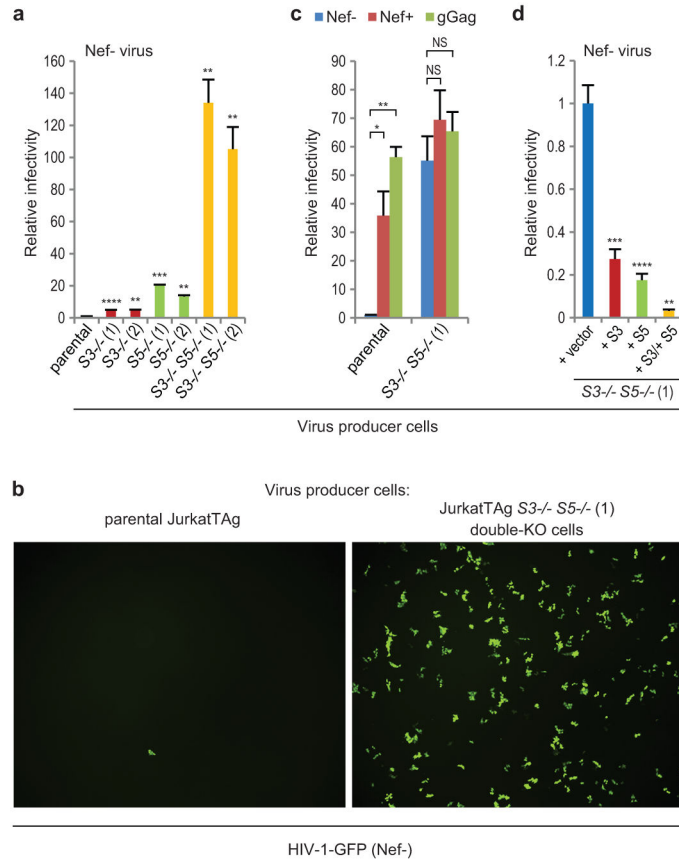 a
Nef- virus
Relative infectivity
160
140
120
100
80
60
40
20
0
****
**
***
**
**
**
parental
S3-/- (1)
S3-/- (2)
S5-/- (1)
S5-/- (2)
S3-/- S5-/- (1)
S3-/- S5-/- (2)
c
Nef- Nef+ gGag
Relative infectivity
90
80
70
60
50
40
30
20
10
0
*
**
NS
NS
parental
S3-/- S5-/- (1)
d
Nef- virus
Relative infectivity
1.2
1
0.8
0.6
0.4
0.2
0
***
****
**
+ vector
+ S3
+ S5
+ S3/+ S5
S3-/- S5-/- (1)
Virus producer cells
b
Virus producer cells:
parental JurkatTAg
JurkatTAg S3-/- S5-/- (1)
double-KO cells
HIV-1-GFP (Nef-)